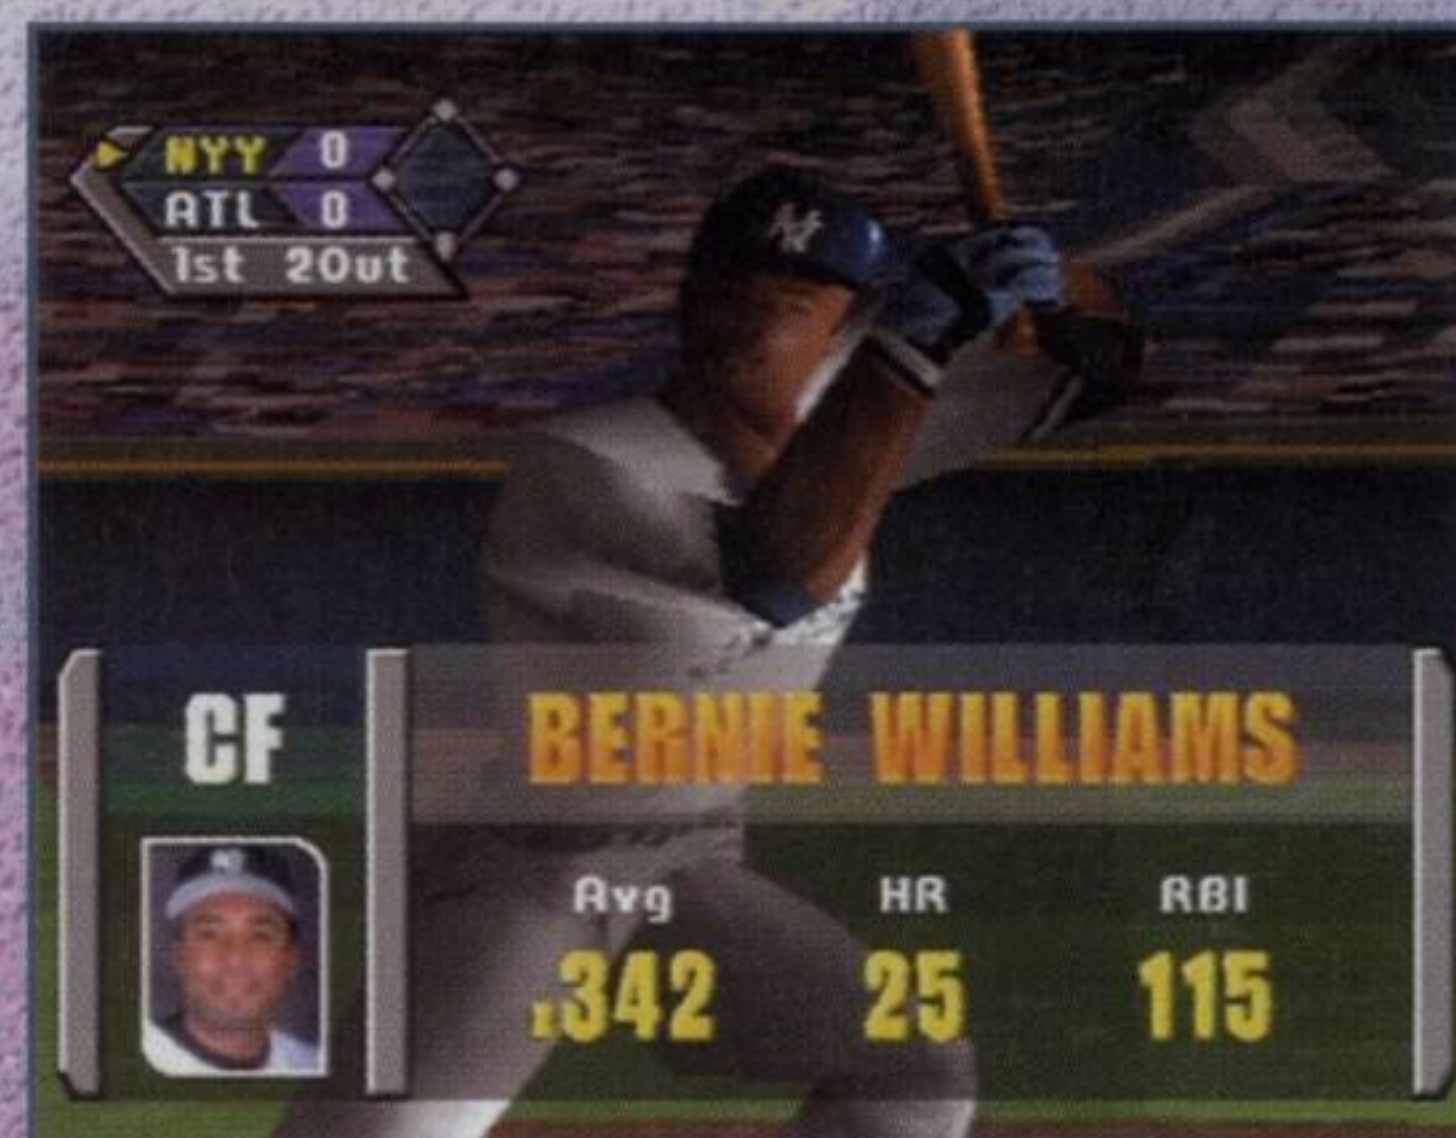 NYY 0
ATL 0
1st 2Out
CF
BERNIE WILLIAMS
Avg HR RBI
.342 25 115